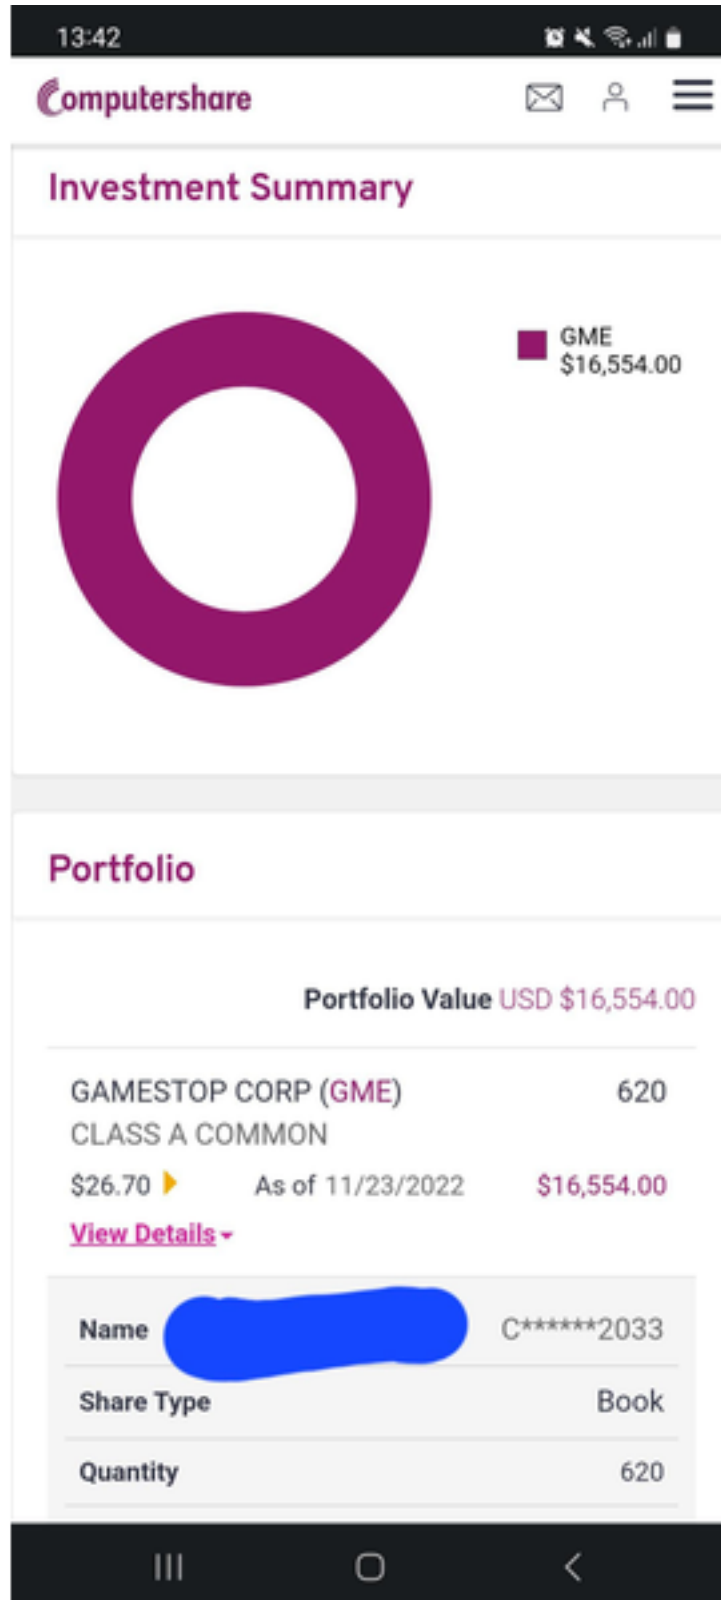 13:42
Computershare
Investment Summary
GME
$16,554.00
Portfolio
Portfolio Value USD $16,554.00
GAMESTOP CORP (GME) 620
CLASS A COMMON
$26.70 As of 11/23/2022 $16,554.00
View Details
Name C******2033
Share Type Book
Quantity 620